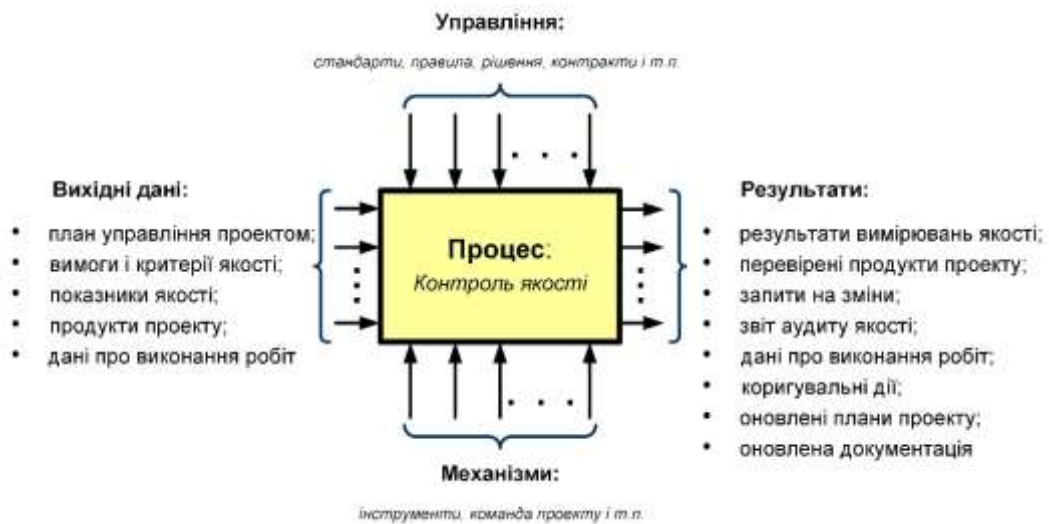 Управління:
стандарти, правила, рішення, контракти і т.п.
Вихідні дані:
• план управління проектом;
• вимоги і критерії якості;
• показники якості;
• продукти проекту;
• дані про виконання робіт
Процес:
Контроль якості
Результати:
• результати вимірювань якості;
• перевірені продукти проекту;
• запити на зміни;
• звіт аудиту якості;
• дані про виконання робіт;
• коригувальні дії;
• оновлені плани проекту;
• оновлена документація
Механізми:
інструменти, команда проекту і т.п.